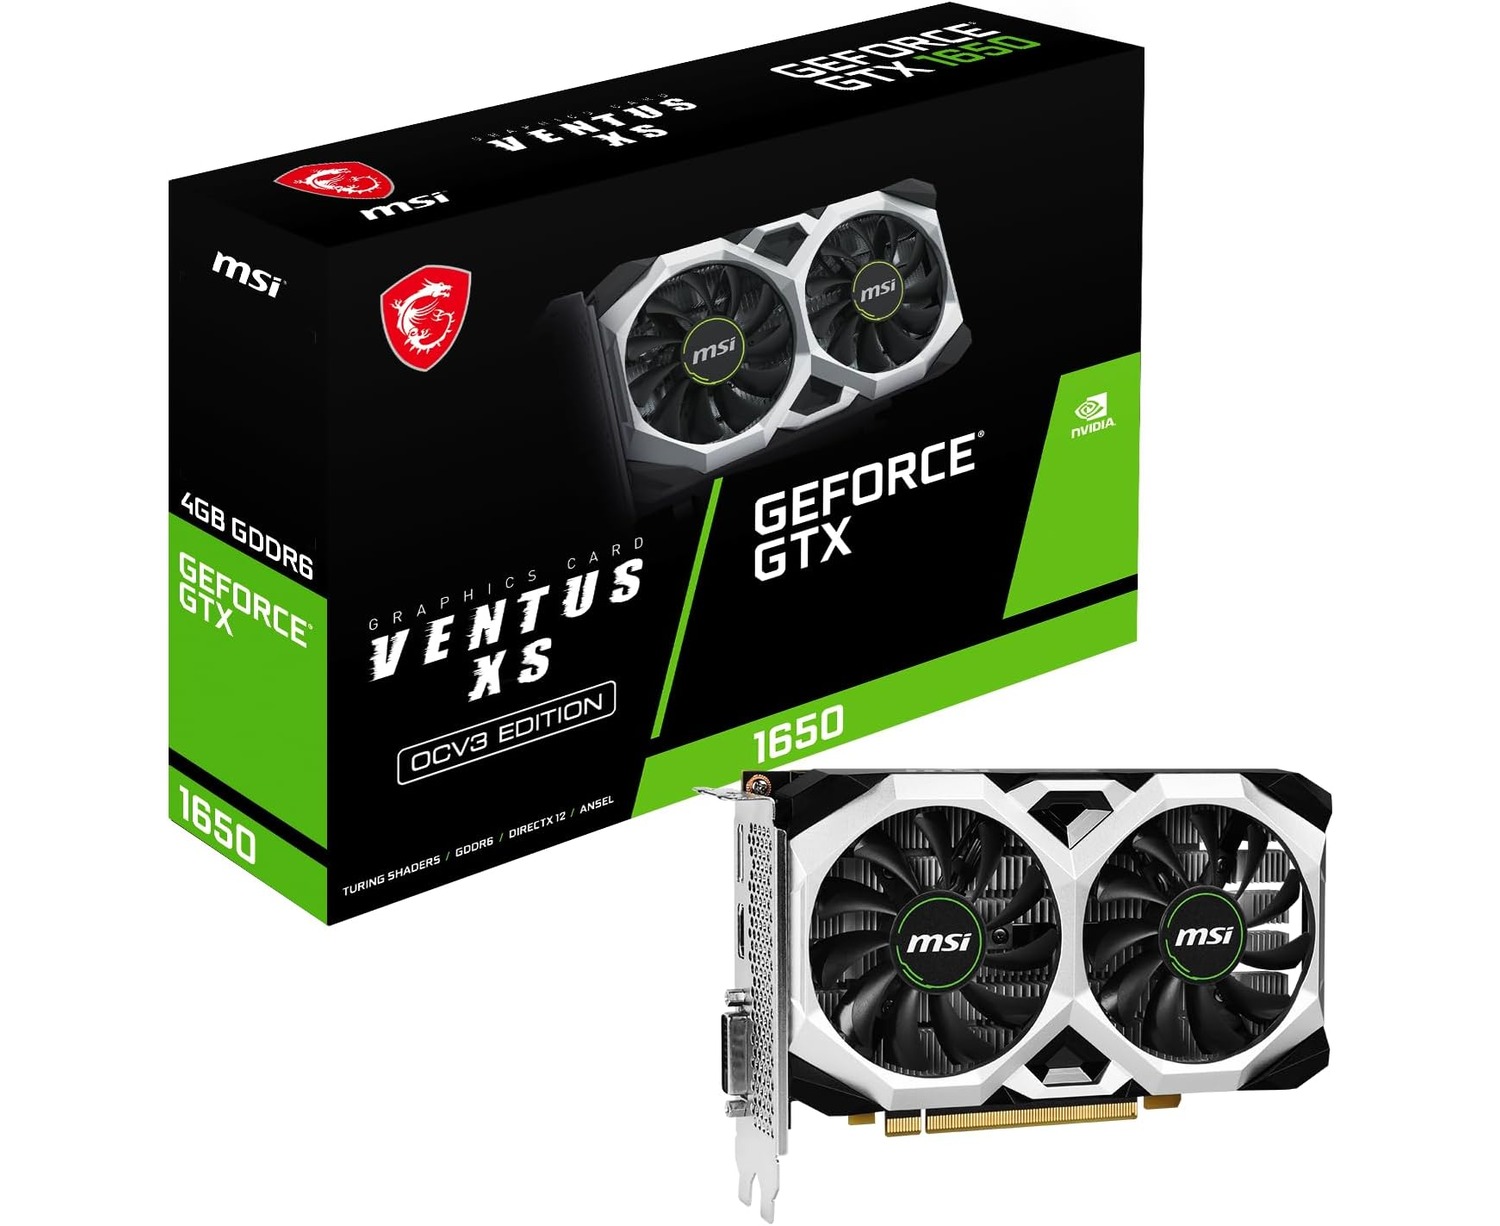 GEFORCE
GTX 1650
GRAPHICS CARD
VENTUS
XS
msi
msi
msi
msi
4GB GDDR6
GEFORCE
GTX
1650
GRAPHICS CARD
VENTUS
XS
OCV3 EDITION
TURING SHADERS / GDDR6 / DIRECTX 12 / ANSEL
GEFORCE®
GTX
NVIDIA
1650
msi
msi